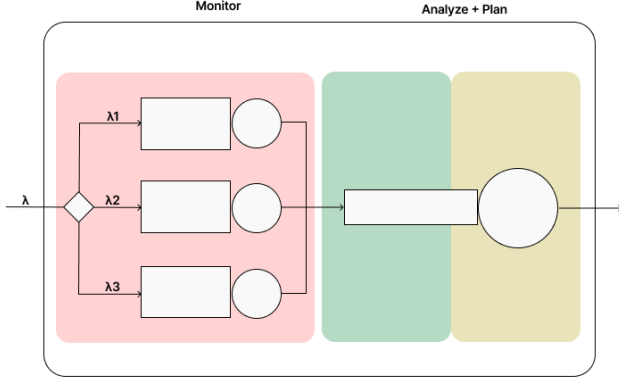 Monitor
Analyze + Plan
λ1
λ
λ2
λ3